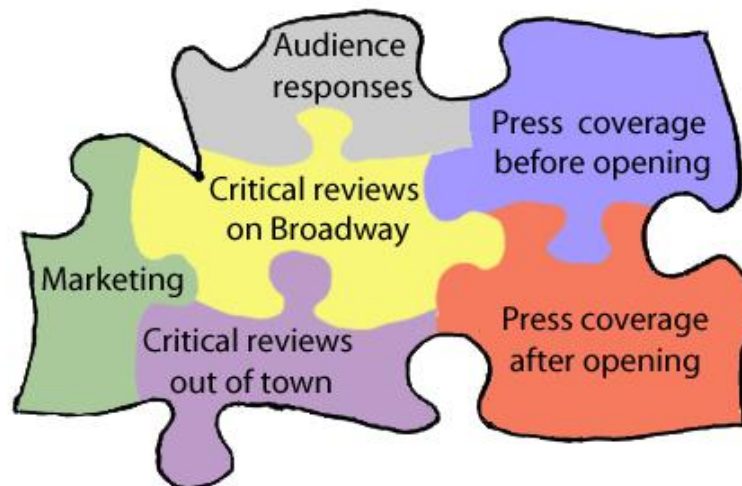 Audience
responses
Press coverage
before opening
Critical reviews
on Broadway
Marketing
Critical reviews
out of town
Press coverage
after opening